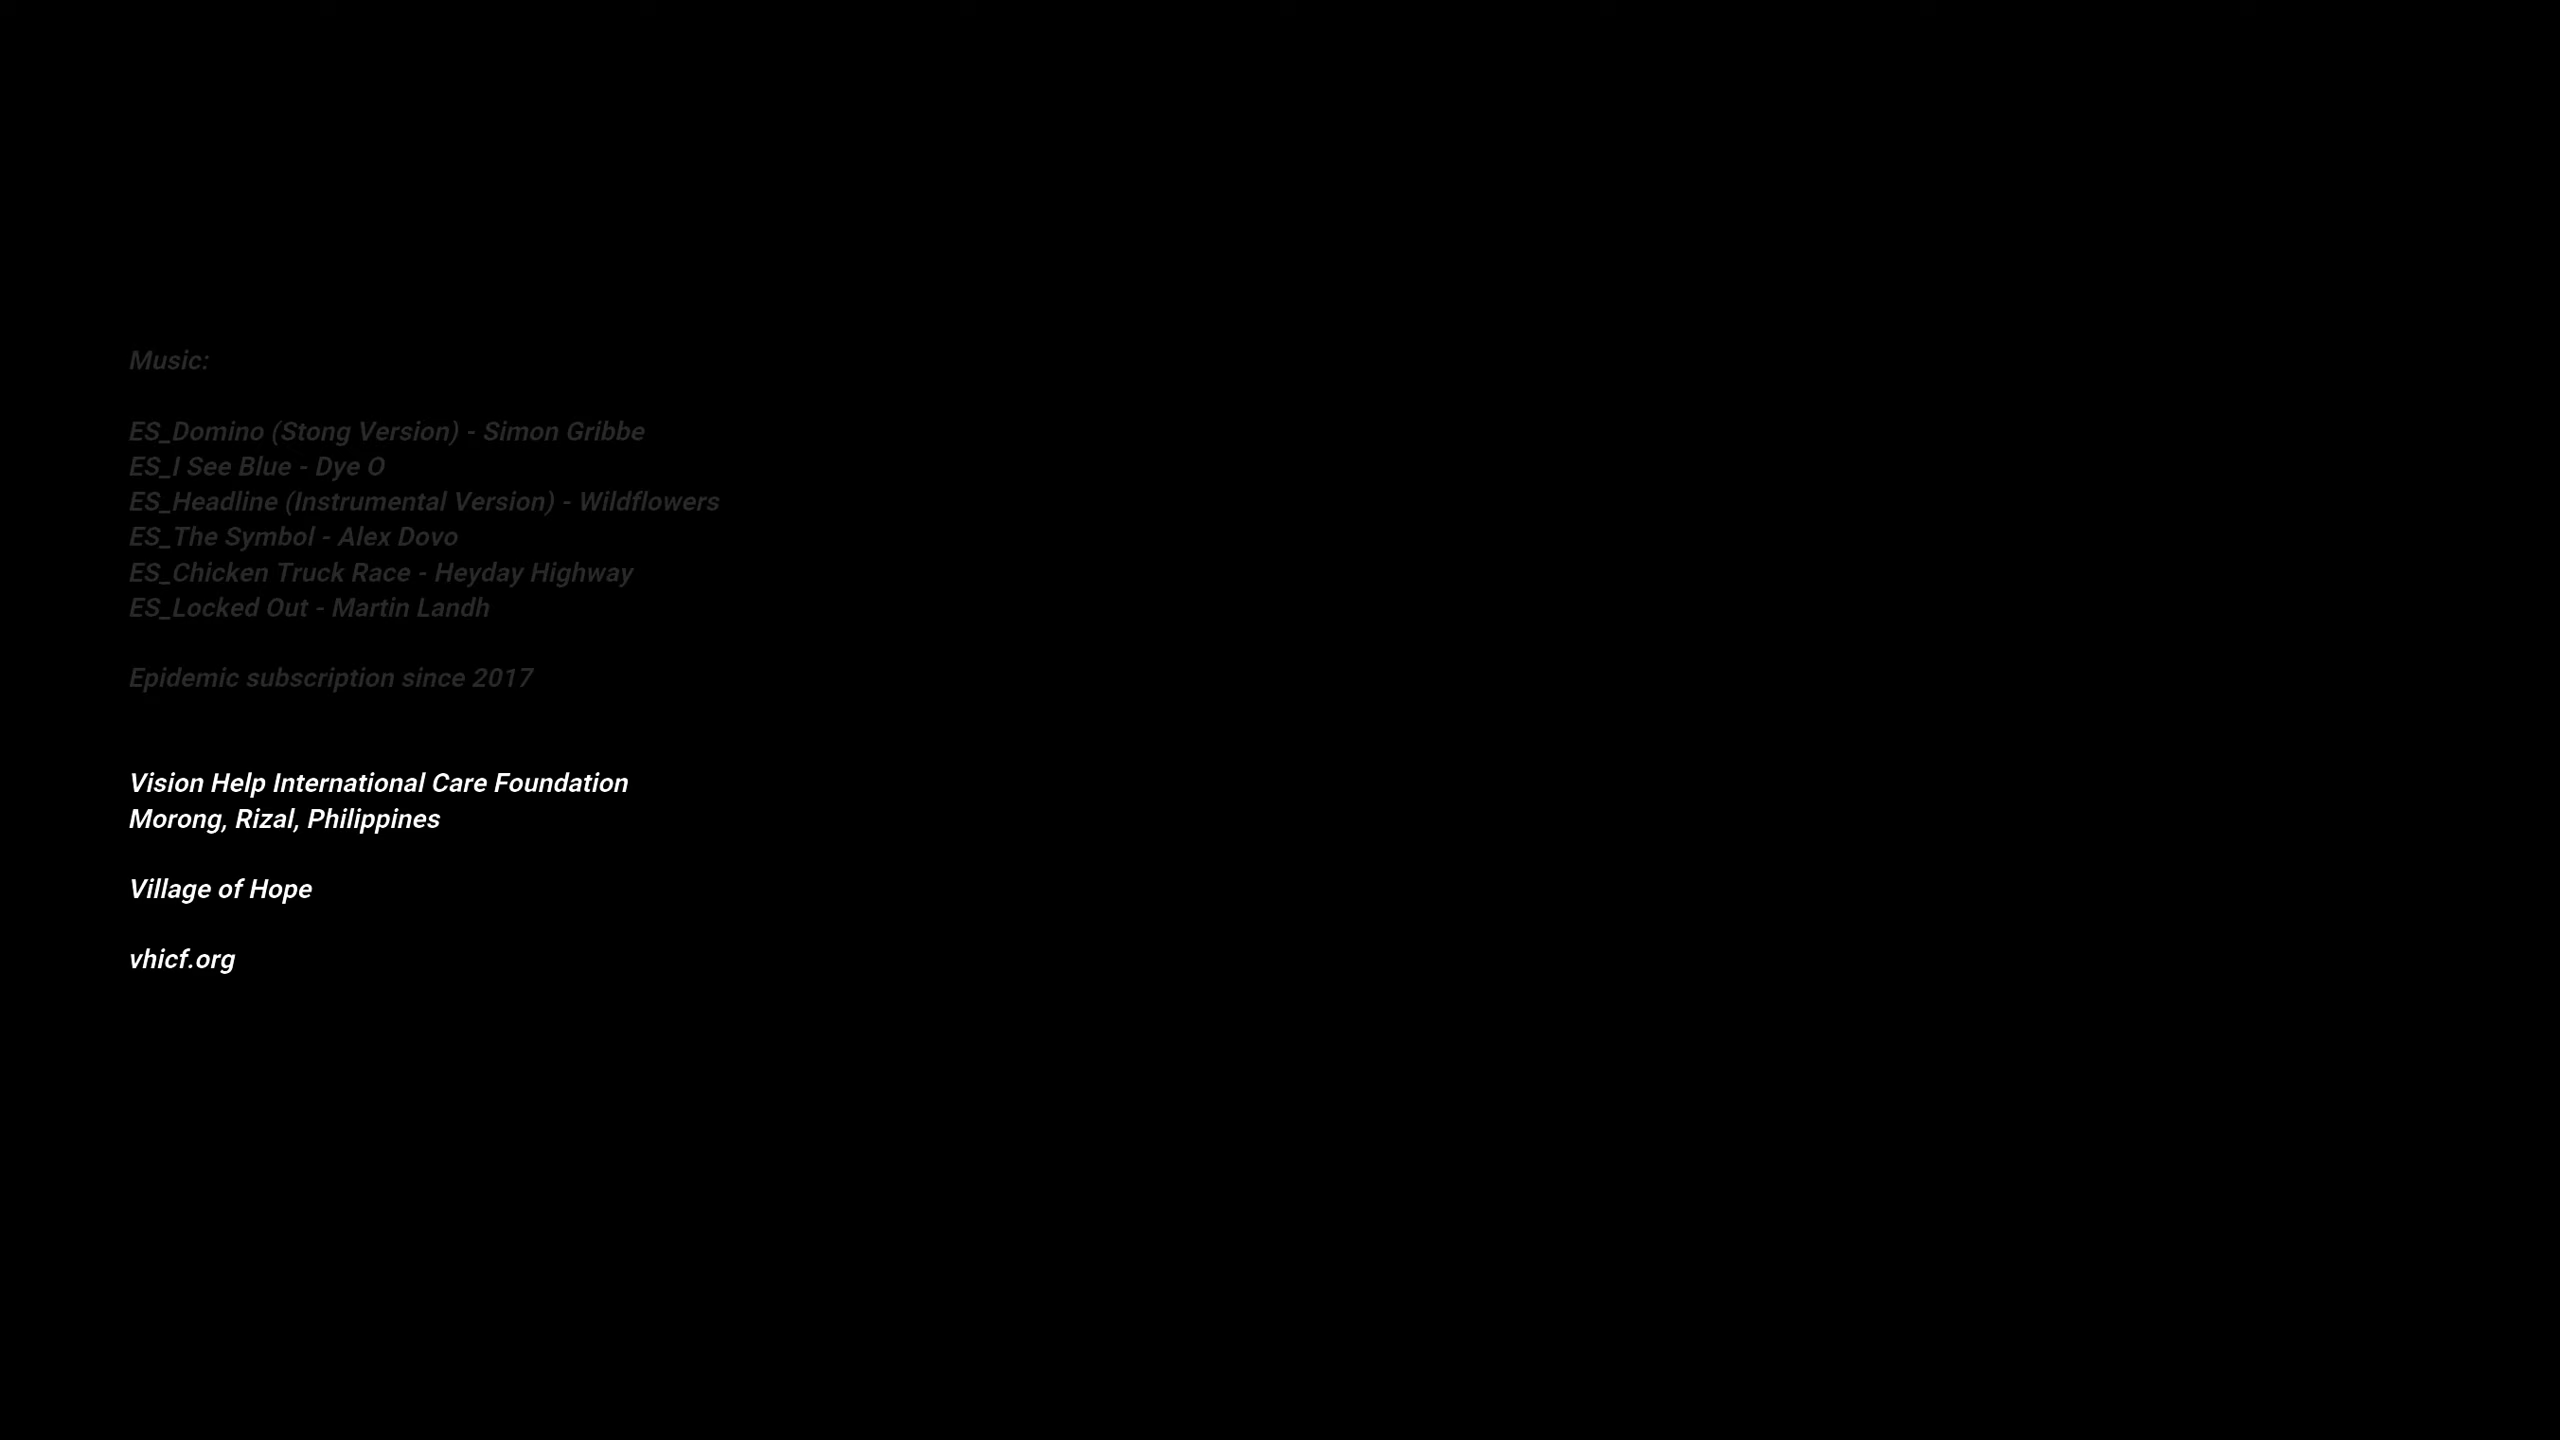 Music:
ES_Domino (Stong Version) - Simon Gribbe
ES_I See Blue - Dye O
ES_Headline (Instrumental Version) - Wildflowers
ES_The Symbol - Alex Dovo
ES_Chicken Truck Race - Heyday Highway
ES_Locked Out - Martin Landh
Epidemic subscription since 2017
Vision Help International Care Foundation
Morong, Rizal, Philippines
Village of Hope
vhicf.org